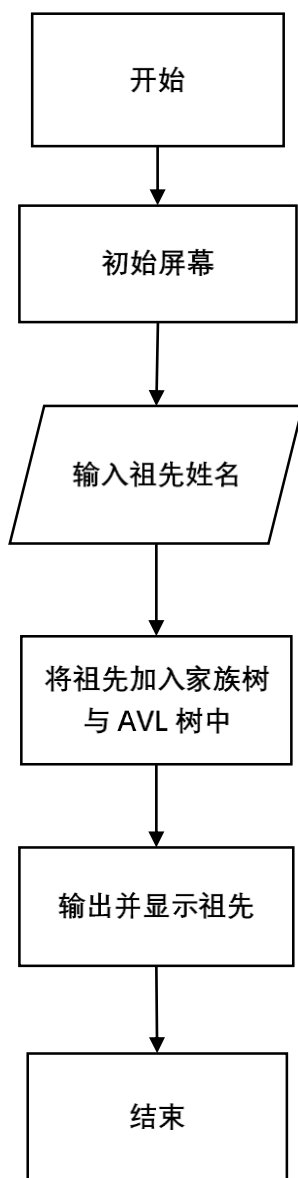 开始
初始屏幕
输入祖先姓名
将祖先加入家族树
与 AVL 树中
输出并显示祖先
结束